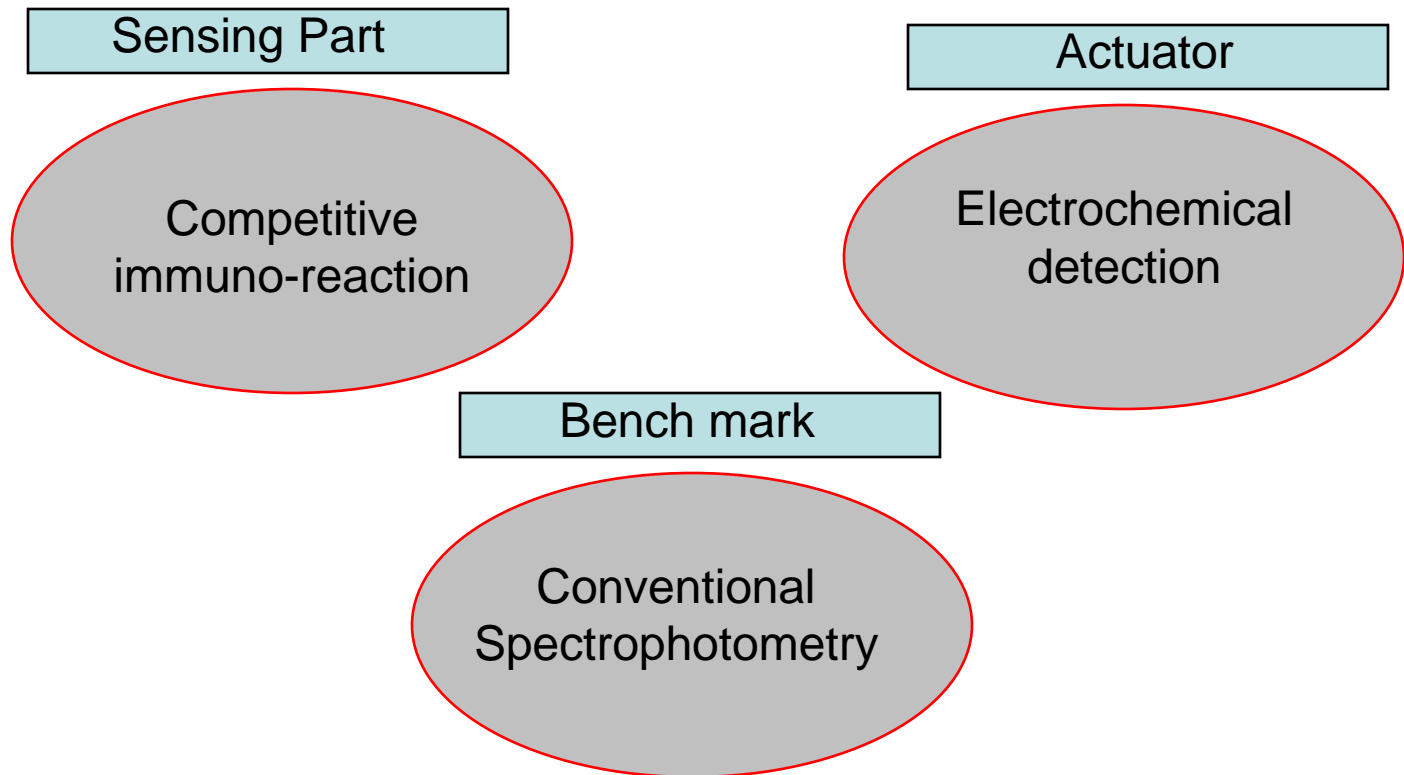 Sensing Part
Competitive
immuno-reaction
Actuator
Electrochemical
detection
Bench mark
Conventional
Spectrophotometry